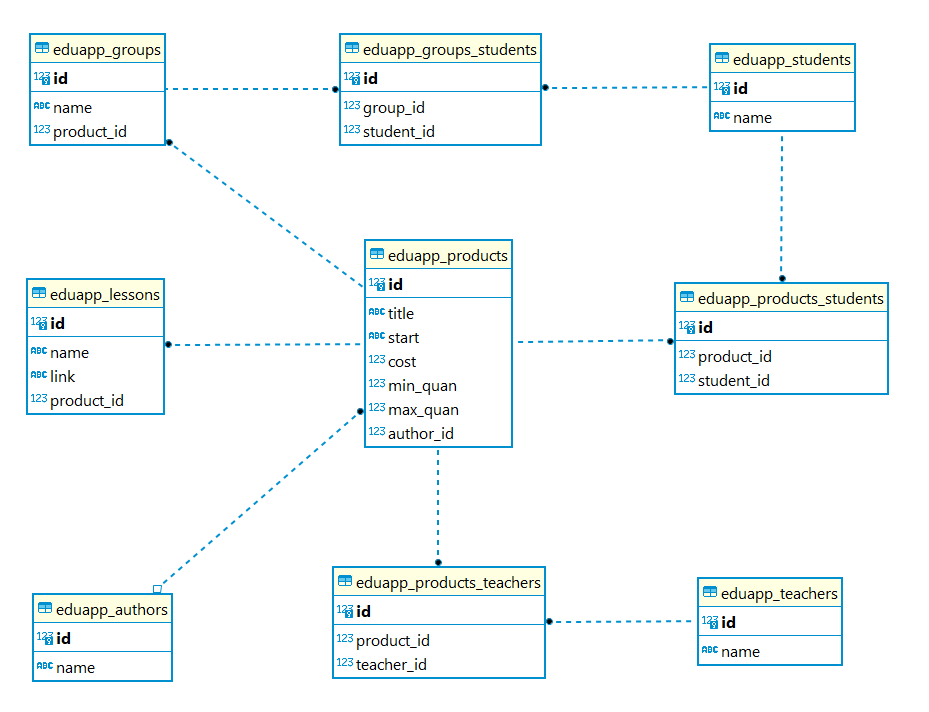 eduapp_groups
123 id
ABC name
123 product_id
eduapp_groups_students
123 id
123 group_id
123 student_id
eduapp_students
123 id
ABC name
eduapp_products
123 id
ABC title
ABC start
123 cost
123 min_quan
123 max_quan
123 author_id
eduapp_lessons
123 id
ABC name
ABC link
123 product_id
eduapp_products_students
123 id
123 product_id
123 student_id
eduapp_authors
123 id
ABC name
eduapp_products_teachers
123 id
123 product_id
123 teacher_id
eduapp_teachers
123 id
ABC name